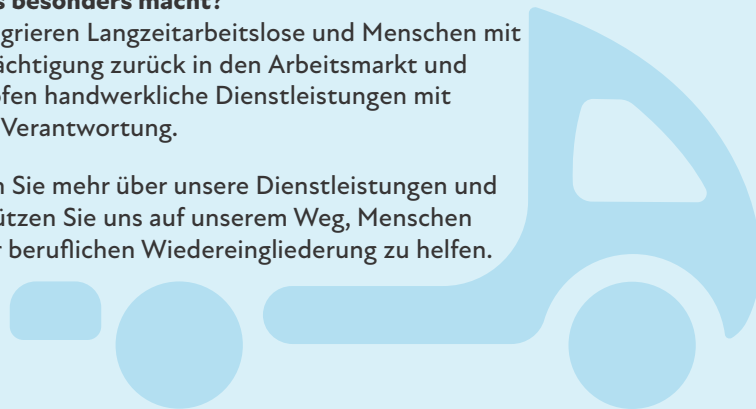 s besonders macht?
grieren Langzeitarbeitslose und Menschen mit
ächtigung zurück in den Arbeitsmarkt und
fen handwerkliche Dienstleistungen mit
Verantwortung.
n Sie mehr über unsere Dienstleistungen und
ützen Sie uns auf unserem Weg, Menschen
r beruflichen Wiedereingliederung zu helfen.